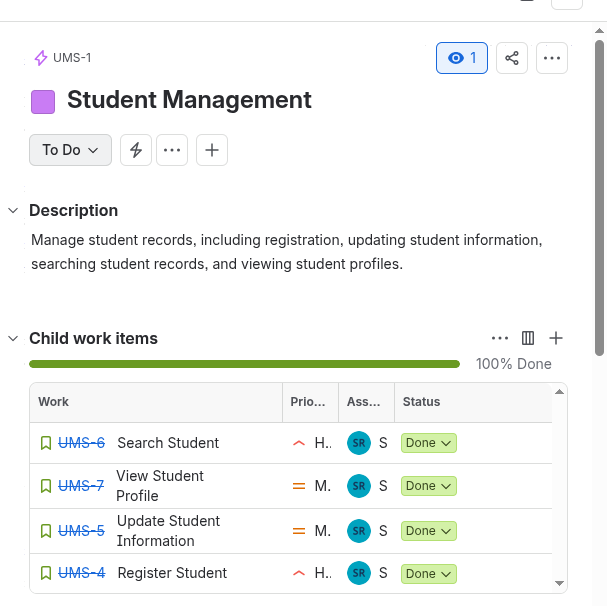 UMS-1
1
Student Management
To Do
Description
Manage student records, including registration, updating student information,
searching student records, and viewing student profiles.
Child work items
100% Done
Work Prio... Ass... Status
UMS-6 Search Student H.. SR S Done
UMS-7 View Student
Profile M. SR S Done
UMS-5 Update Student
Information M. SR S Done
UMS-4 Register Student H.. SR S Done